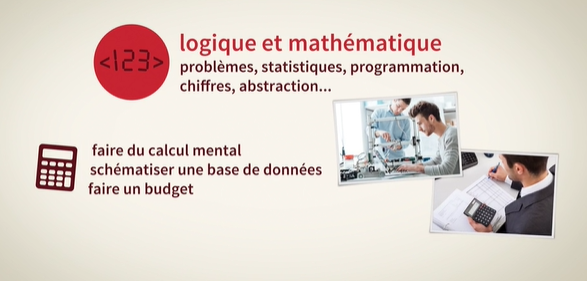 <123>
logique et mathématique
problèmes, statistiques, programmation,
chiffres, abstraction...
faire du calcul mental
schématiser une base de données
faire un budget